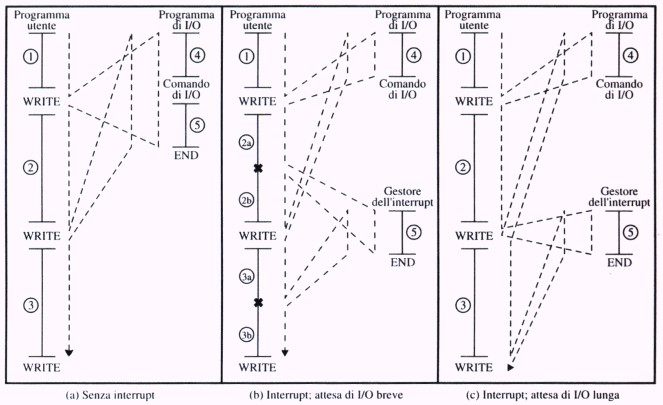 Programma
utente
1
WRITE
2
WRITE
3
WRITE
Programma
di I/O
4
Comando
di I/O
5
END
(a) Senza interrupt
Programma
utente
1
WRITE
2a
2b
WRITE
3a
3b
WRITE
Programma
di I/O
4
Comando
di I/O
Gestore
dell'interrupt
5
END
(b) Interrupt; attesa di I/O breve
Programma
utente
1
WRITE
2
WRITE
3
WRITE
Programma
di I/O
4
Comando
di I/O
Gestore
dell'interrupt
5
END
(c) Interrupt; attesa di I/O lunga